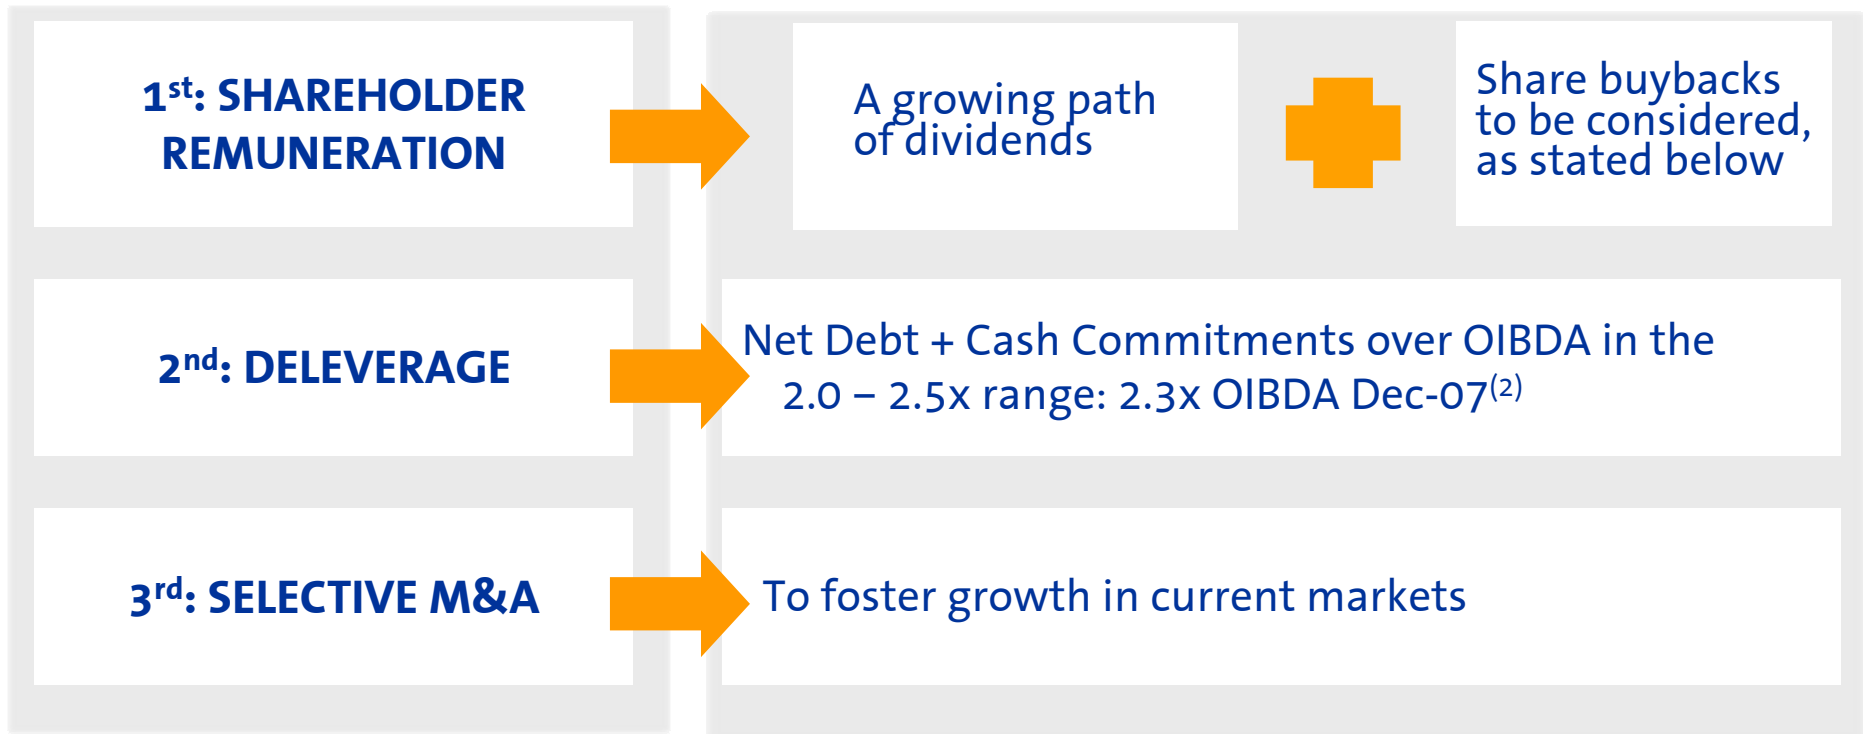 1st: SHAREHOLDER
REMUNERATION
A growing path
of dividends
Share buybacks
to be considered,
as stated below
2nd: DELEVERAGE
Net Debt + Cash Commitments over OIBDA in the
2.0 – 2.5x range: 2.3x OIBDA Dec-07(2)
3rd: SELECTIVE M&A
To foster growth in current markets